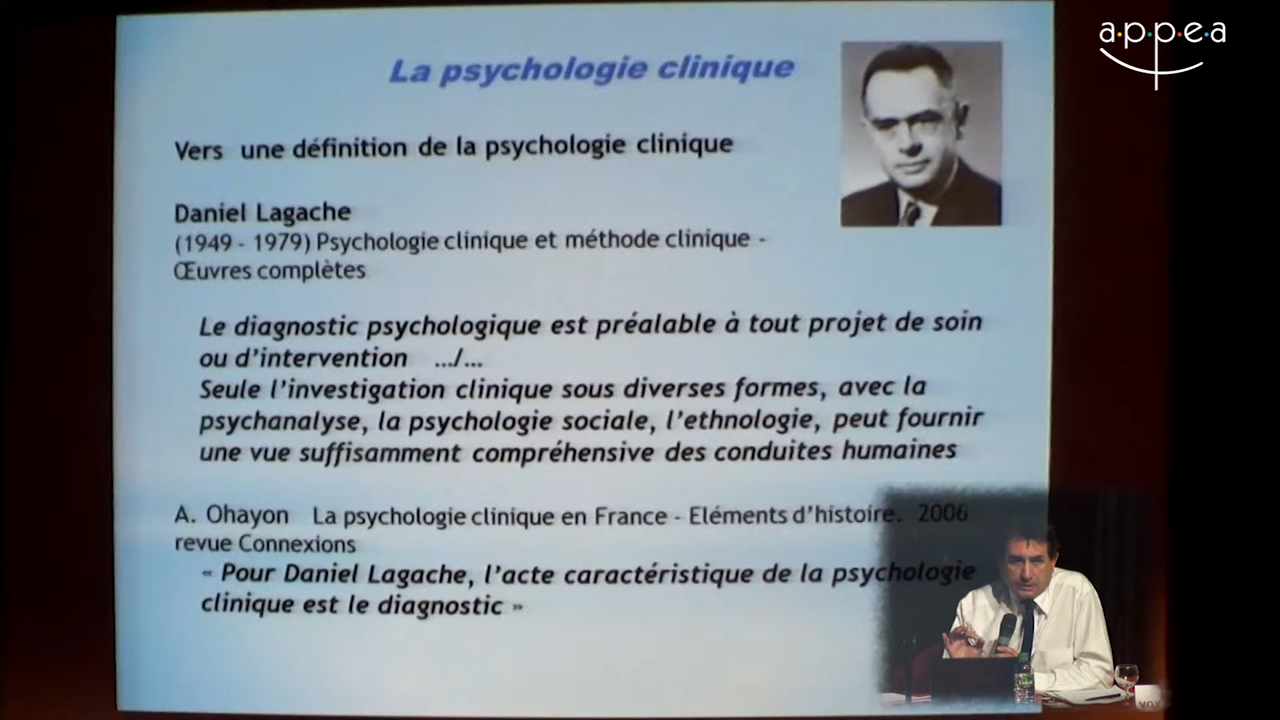 a.p.p.e.a
La psychologie clinique
Vers une définition de la psychologie clinique
Daniel Lagache
(1949 - 1979) Psychologie clinique et méthode clinique -
Œuvres complètes
Le diagnostic psychologique est préalable à tout projet de soin
ou d’intervention …/…
Seule l’investigation clinique sous diverses formes, avec la
psychanalyse, la psychologie sociale, l’ethnologie, peut fournir
une vue suffisamment compréhensive des conduites humaines
A. Ohayon La psychologie clinique en France - Eléments d’histoire. 2006
revue Connexions
« Pour Daniel Lagache, l’acte caractéristique de la psychologie
clinique est le diagnostic »